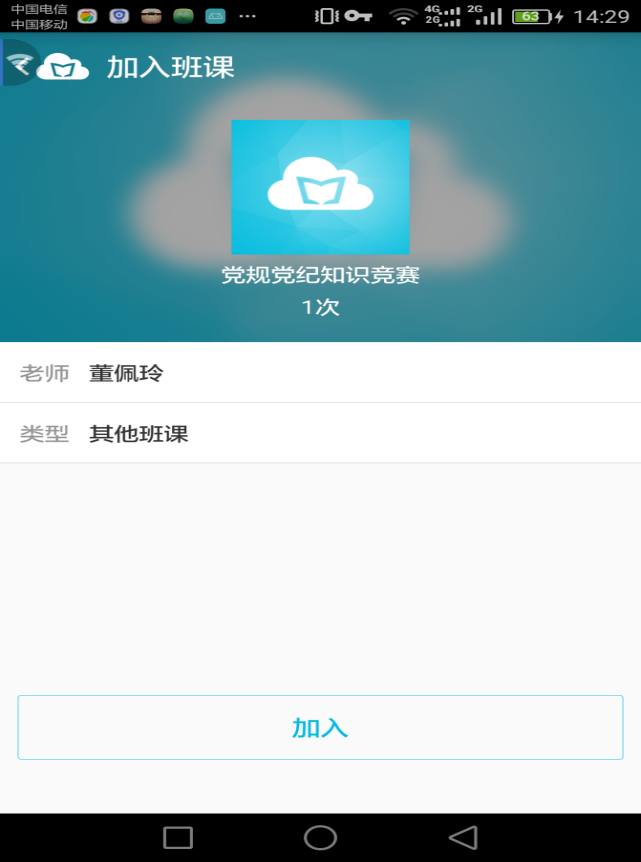 中国电信
中国移动
4G
2G
2G
63
14:29
加入班课
党规党纪知识竞赛
1次
老师 董佩玲
类型 其他班课
加入